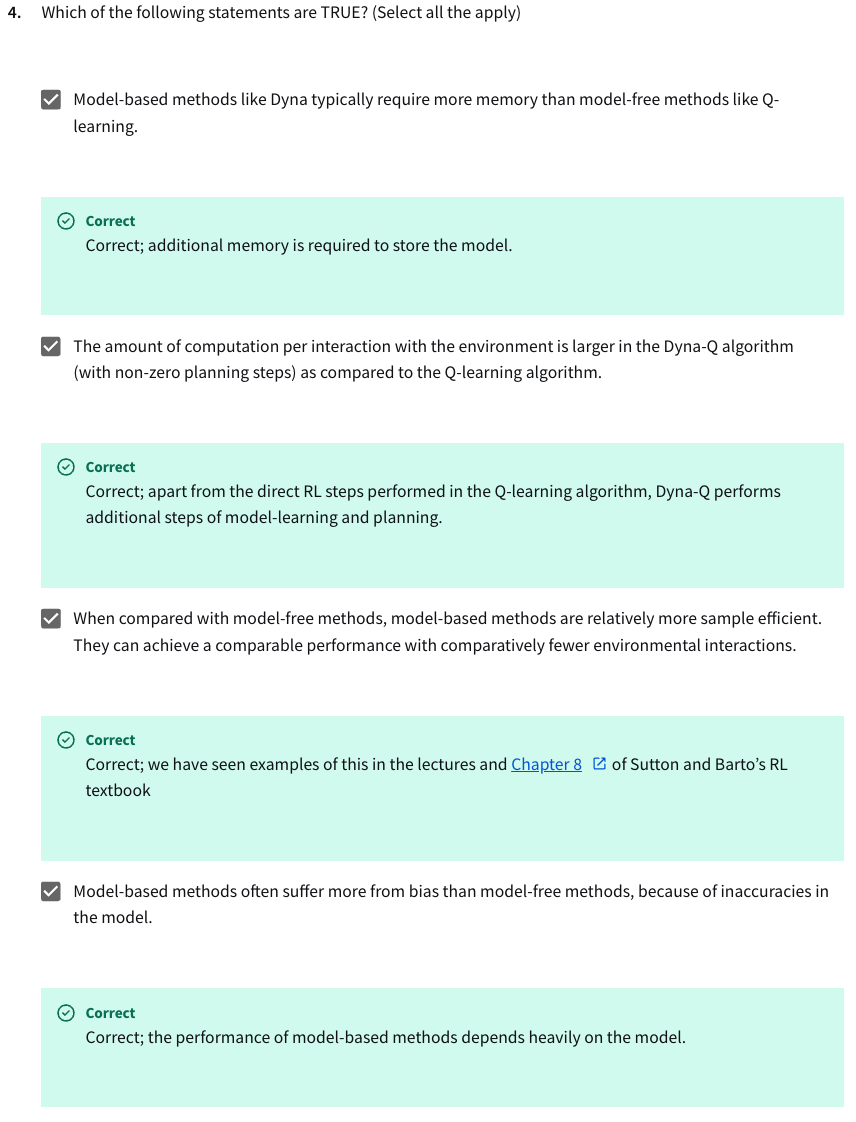 4. Which of the following statements are TRUE? (Select all the apply)
Model-based methods like Dyna typically require more memory than model-free methods like Q-
learning.
Correct
Correct; additional memory is required to store the model.
The amount of computation per interaction with the environment is larger in the Dyna-Q algorithm
(with non-zero planning steps) as compared to the Q-learning algorithm.
Correct
Correct; apart from the direct RL steps performed in the Q-learning algorithm, Dyna-Q performs
additional steps of model-learning and planning.
When compared with model-free methods, model-based methods are relatively more sample efficient.
They can achieve a comparable performance with comparatively fewer environmental interactions.
Correct
Correct; we have seen examples of this in the lectures and Chapter 8 of Sutton and Barto’s RL
textbook
Model-based methods often suffer more from bias than model-free methods, because of inaccuracies in
the model.
Correct
Correct; the performance of model-based methods depends heavily on the model.